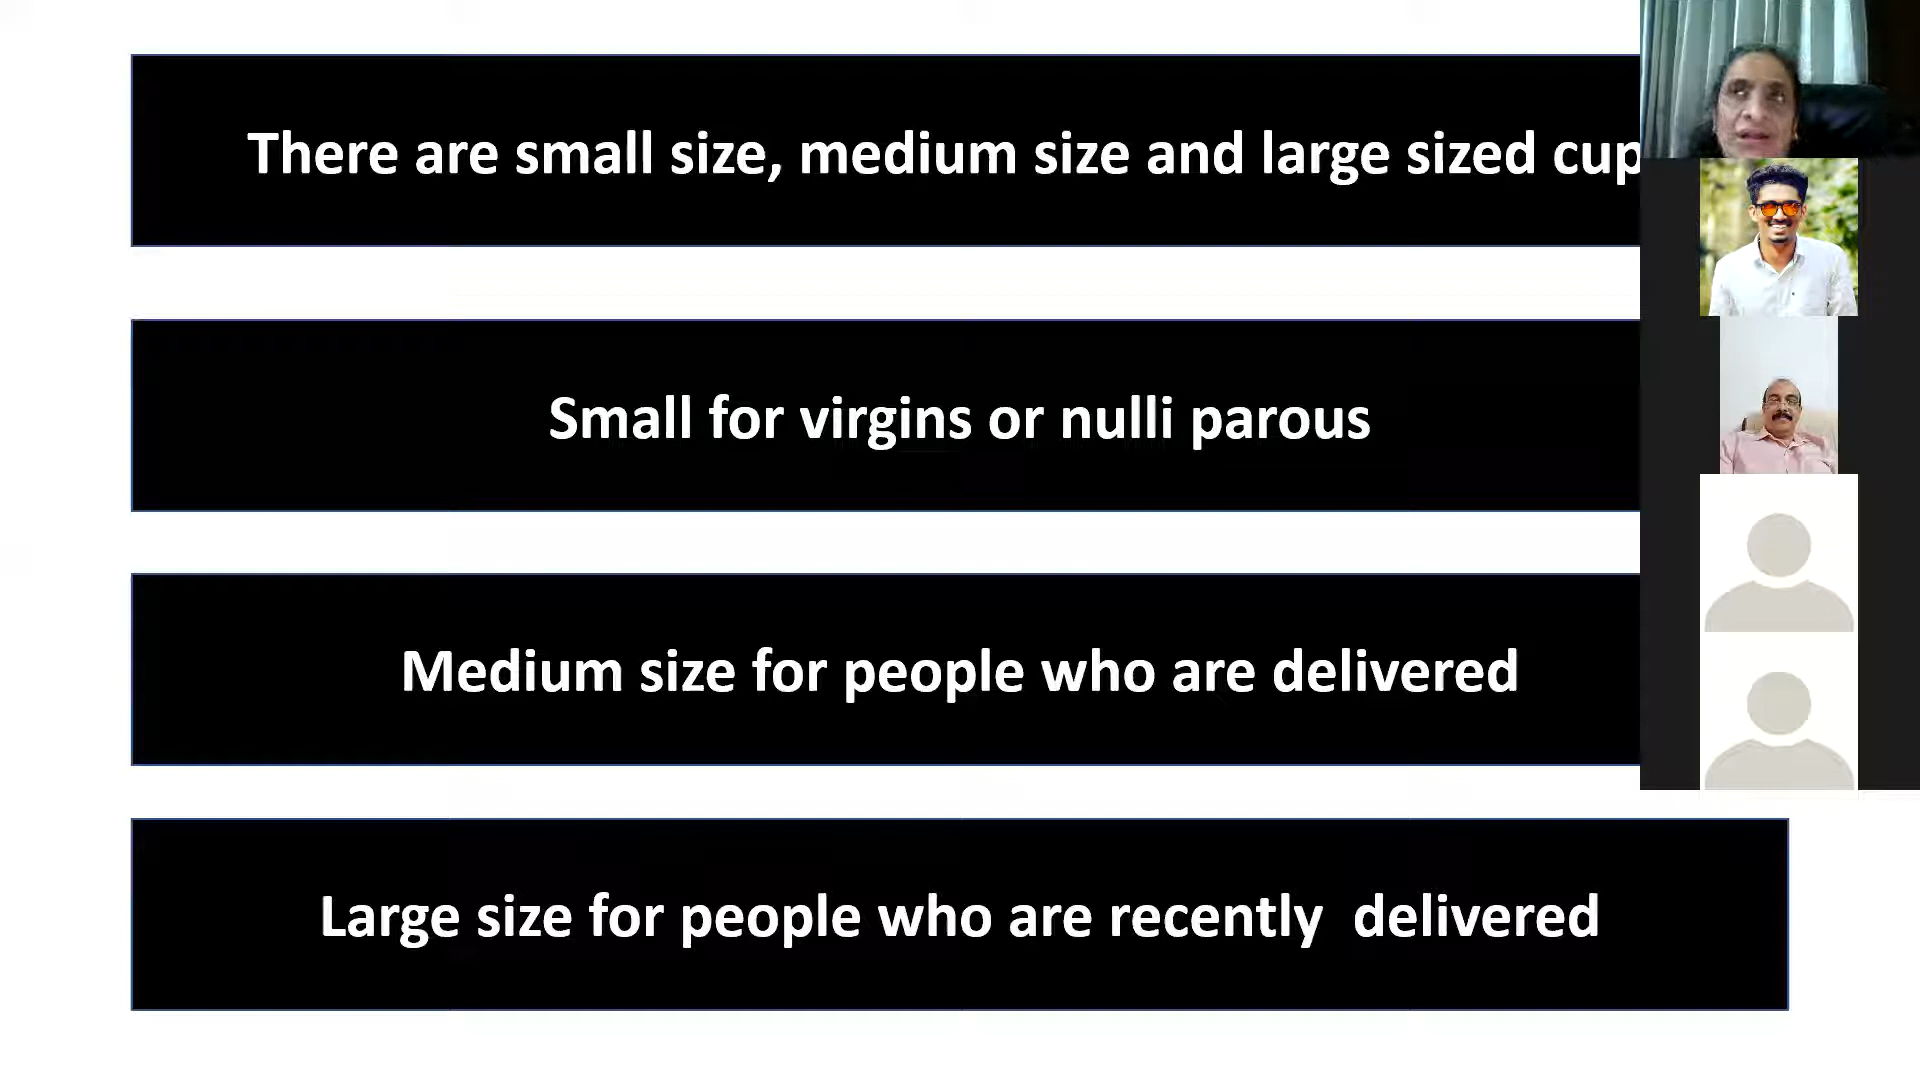 There are small size, medium size and large sized cup
Small for virgins or nulli parous
Medium size for people who are delivered
Large size for people who are recently  delivered